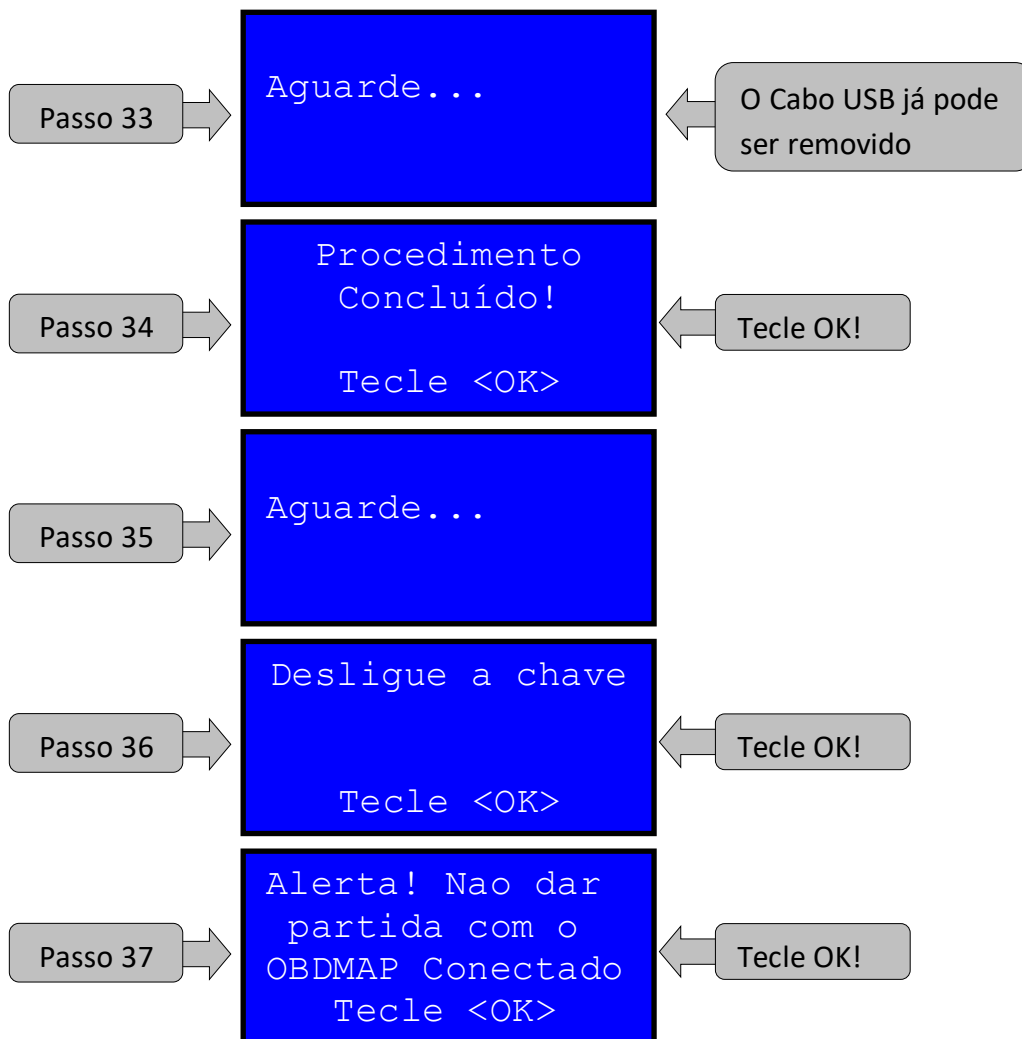 Passo 33
Aguarde...
O Cabo USB já pode
ser removido
Passo 34
Procedimento
Concluído!
Tecle <OK>
Tecle OK!
Passo 35
Aguarde...
Passo 36
Desligue a chave
Tecle <OK>
Tecle OK!
Passo 37
Alerta! Nao dar
partida com o
OBDMAP Conectado
Tecle <OK>
Tecle OK!